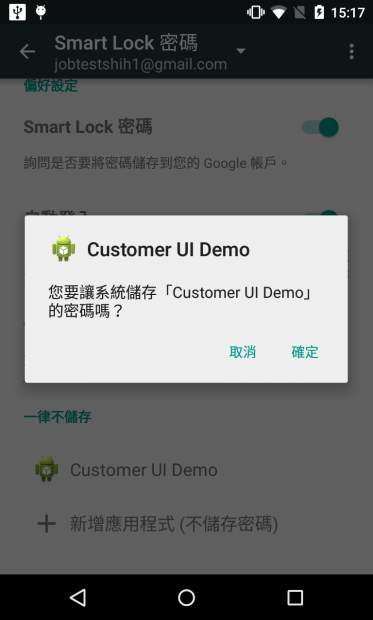 15:17
Smart Lock 密碼
jobtestshih1@gmail.com
偏好設定
Smart Lock 密碼
詢問是否要將密碼儲存到您的 Google 帳戶。
Customer UI Demo
您要讓系統儲存「Customer UI Demo」
的密碼嗎？
取消
確定
一律不儲存
Customer UI Demo
新增應用程式 (不儲存密碼)